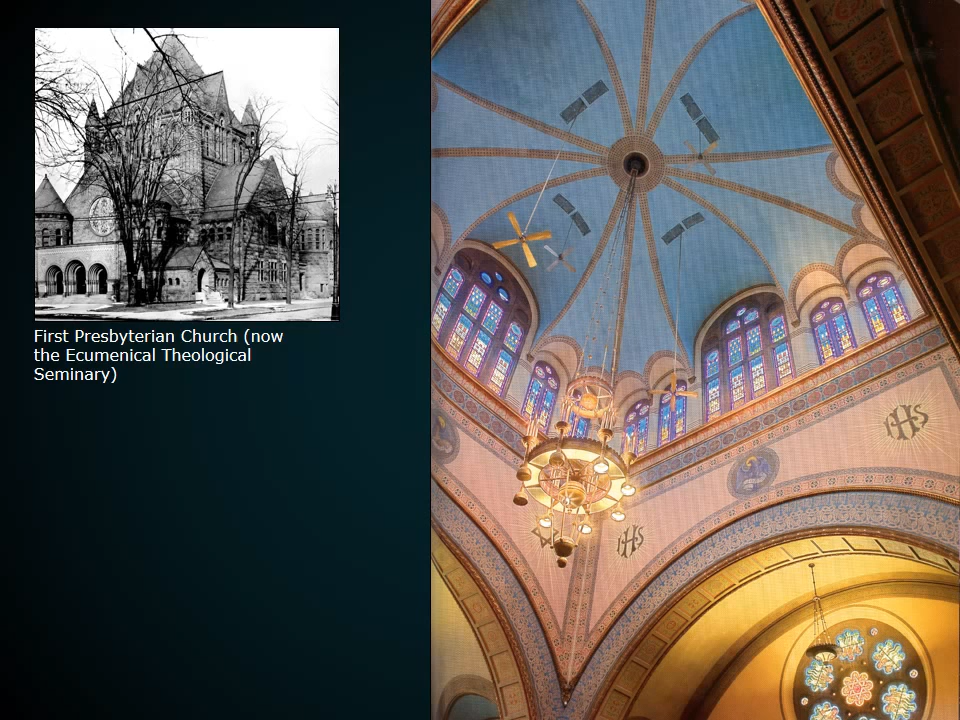 First Presbyterian Church (now
the Ecumenical Theological
Seminary)
IHS
IHS